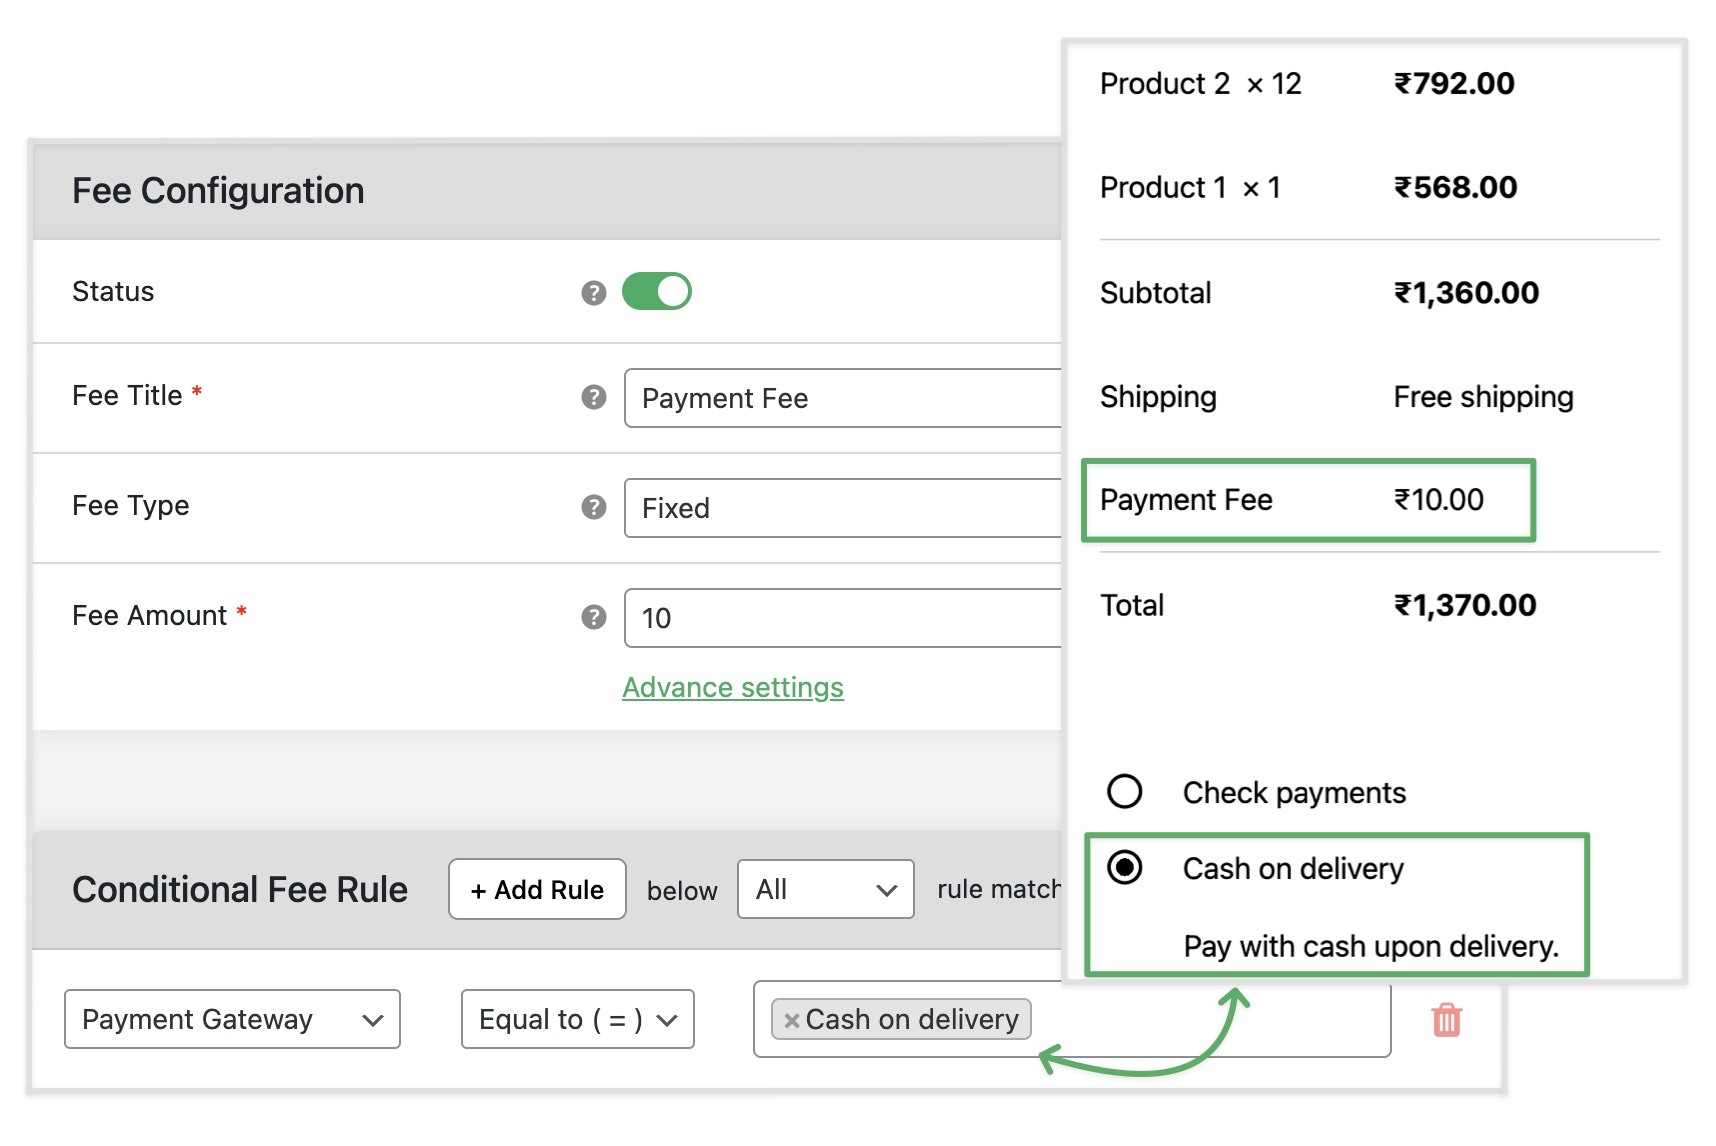 Fee Configuration
Status ?
Fee Title * ? Payment Fee
Fee Type ? Fixed
Fee Amount * ? 10
Advance settings
Conditional Fee Rule + Add Rule below All rule match
Payment Gateway Equal to ( = ) × Cash on delivery
Product 2 × 12 ₹792.00
Product 1 × 1 ₹568.00
Subtotal ₹1,360.00
Shipping Free shipping
Payment Fee ₹10.00
Total ₹1,370.00
Check payments
Cash on delivery
Pay with cash upon delivery.